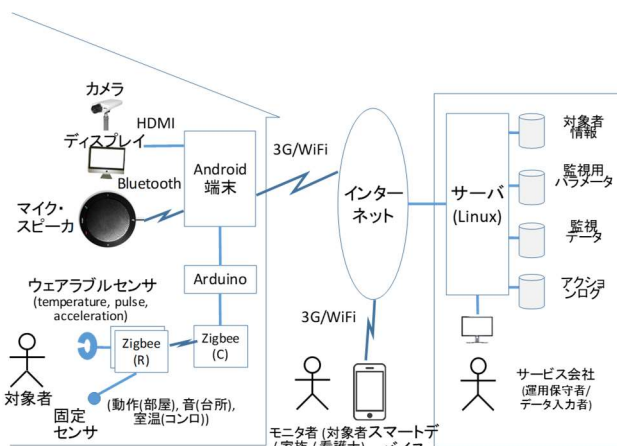 カメラ
HDMI
ディスプレイ
Bluetooth
マイク・
スピーカ
Android
端末
3G/WiFi
インター
ネット
サーバ
(Linux)
対象者
情報
監視用
パラメータ
監視
データ
アクショ
ンログ
Arduino
ウェアラブルセンサ
(temperature, pulse,
acceleration)
Zigbee
(R)
Zigbee
(C)
対象者
固定
センサ
(動作(部屋), 音(台所),
室温(コンロ))
3G/WiFi
モニタ者 (対象者
スマートデ
サービス会社
(運用保守者/
データ入力者)